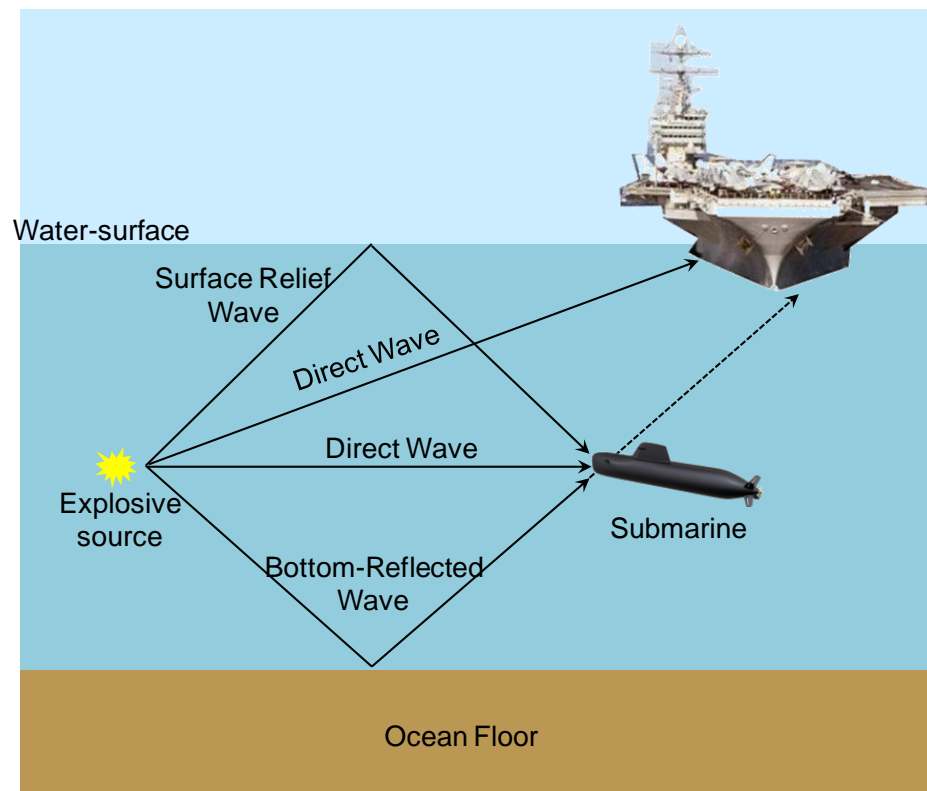 Water-surface
Surface Relief
Wave
Direct Wave
Direct Wave
Explosive
source
Submarine
Bottom-Reflected
Wave
Ocean Floor